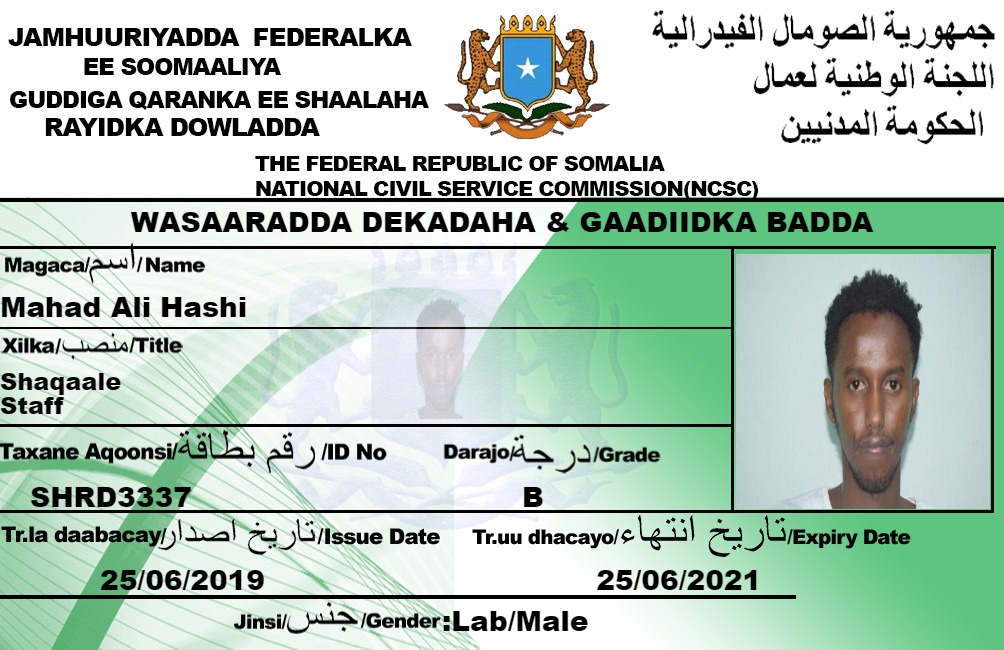 JAMHUURIYADDA FEDERALKA
EE SOOMAALIYA
GUDDIGA QARANKA EE SHAALAHA
RAYIDKA DOWLADDA
جمهورية الصومال الفيدرالية
اللجنة الوطنية لعمال
الحكومة المدنيين
THE FEDERAL REPUBLIC OF SOMALIA
NATIONAL CIVIL SERVICE COMMISSION(NCSC)
WASAARADDA DEKADAHA & GAADIIDKA BADDA
Magaca/اسم/Name
Mahad Ali Hashi
Xilka/منصب/Title
Shaqaale
Staff
Taxane Aqoonsi/رقم بطاقة/ID No
Darajo/درجة/Grade
SHRD3337
B
Tr.la daabacay/تاريخ اصدار/Issue Date
Tr.uu dhacayo/تاريخ انتهاء/Expiry Date
25/06/2019
25/06/2021
Jinsi/جنس/Gender:Lab/Male